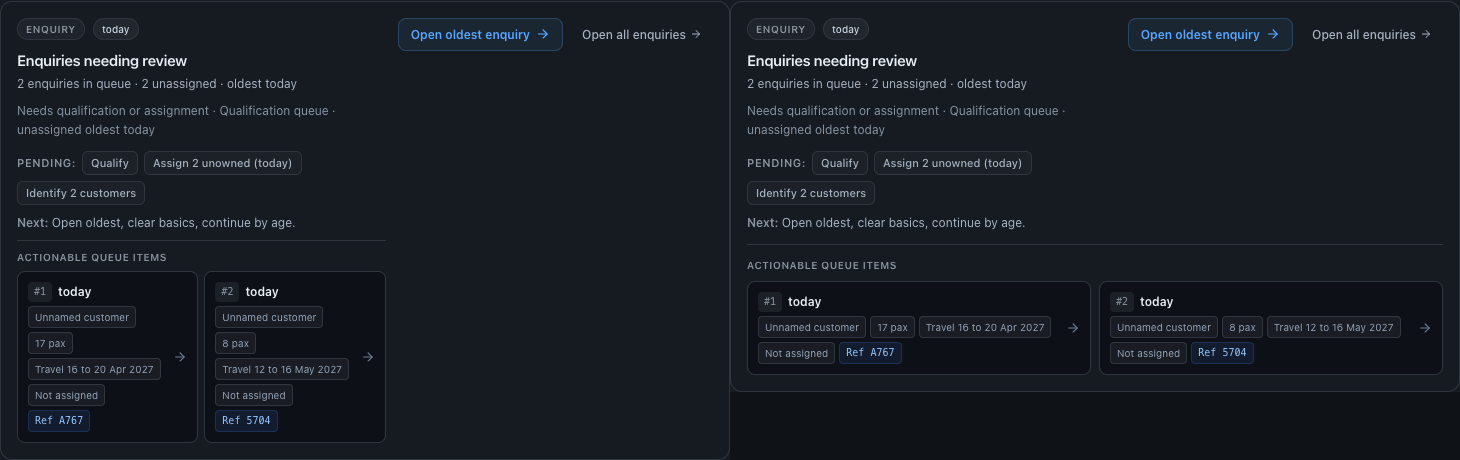 ENQUIRY today
Open oldest enquiry → Open all enquiries →
Enquiries needing review
2 enquiries in queue · 2 unassigned · oldest today
Needs qualification or assignment · Qualification queue ·
unassigned oldest today
PENDING: Qualify Assign 2 unowned (today)
Identify 2 customers
Next: Open oldest, clear basics, continue by age.
ACTIONABLE QUEUE ITEMS
#1 today
Unnamed customer
17 pax
Travel 16 to 20 Apr 2027
Not assigned
Ref A767
→
#2 today
Unnamed customer
8 pax
Travel 12 to 16 May 2027
Not assigned
Ref 5704
→
ENQUIRY today
Open oldest enquiry → Open all enquiries →
Enquiries needing review
2 enquiries in queue · 2 unassigned · oldest today
Needs qualification or assignment · Qualification queue ·
unassigned oldest today
PENDING: Qualify Assign 2 unowned (today)
Identify 2 customers
Next: Open oldest, clear basics, continue by age.
ACTIONABLE QUEUE ITEMS
#1 today
Unnamed customer 17 pax Travel 16 to 20 Apr 2027
Not assigned Ref A767
→
#2 today
Unnamed customer 8 pax Travel 12 to 16 May 2027
Not assigned Ref 5704
→